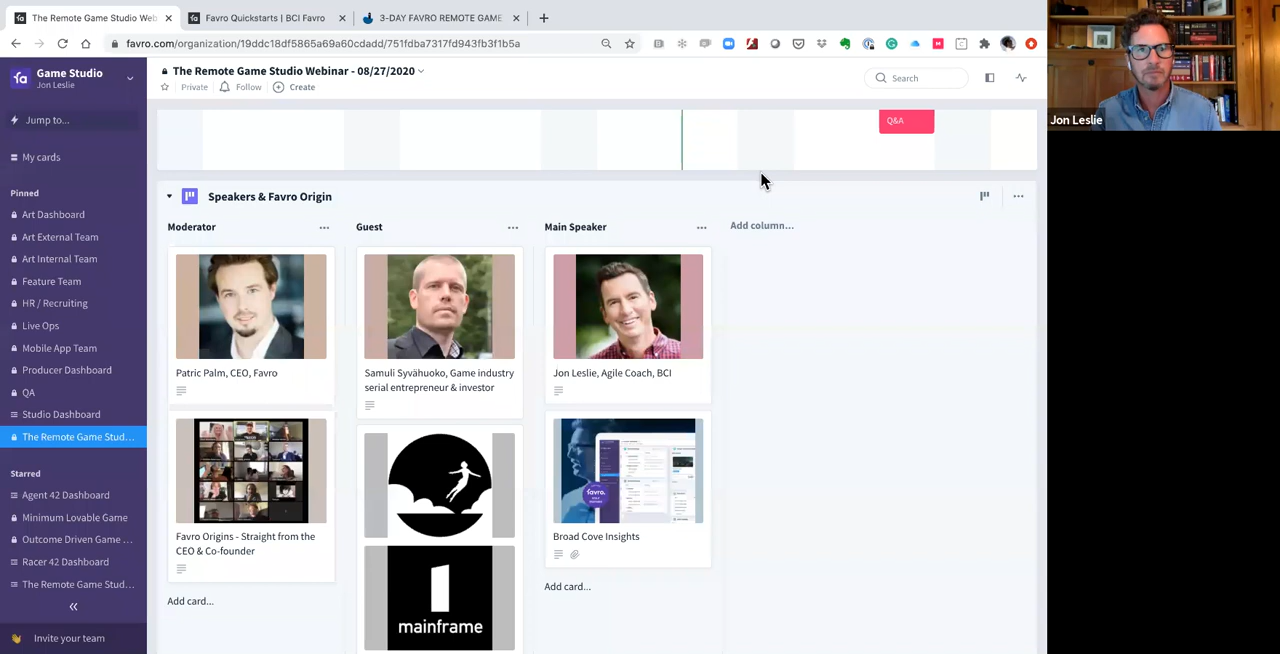 The Remote Game Studio Web
Favro Quickstarts | BCI Favro
3-DAY FAVRO REMOTE GAME
favro.com/organization/19ddc18df5865a69a60cdadd/751fdba7317fd943fb3f1b5a
Game Studio
Jon Leslie
Jump to...
My cards
Pinned
Art Dashboard
Art External Team
Art Internal Team
Feature Team
HR / Recruiting
Live Ops
Mobile App Team
Producer Dashboard
QA
Studio Dashboard
The Remote Game Stud...
Starred
Agent 42 Dashboard
Minimum Lovable Game
Outcome Driven Game ...
Racer 42 Dashboard
The Remote Game Stud...
Invite your team
The Remote Game Studio Webinar - 08/27/2020
Private
Follow
Create
Search
Q&A
Speakers & Favro Origin
Moderator
Guest
Main Speaker
Add column...
Patric Palm, CEO, Favro
Samuli Syvähuoko, Game industry
serial entrepreneur & investor
Jon Leslie, Agile Coach, BCI
Favro Origins - Straight from the
CEO & Co-founder
Add card...
mainframe
favro.
Broad Cove Insights
Add card...
Jon Leslie